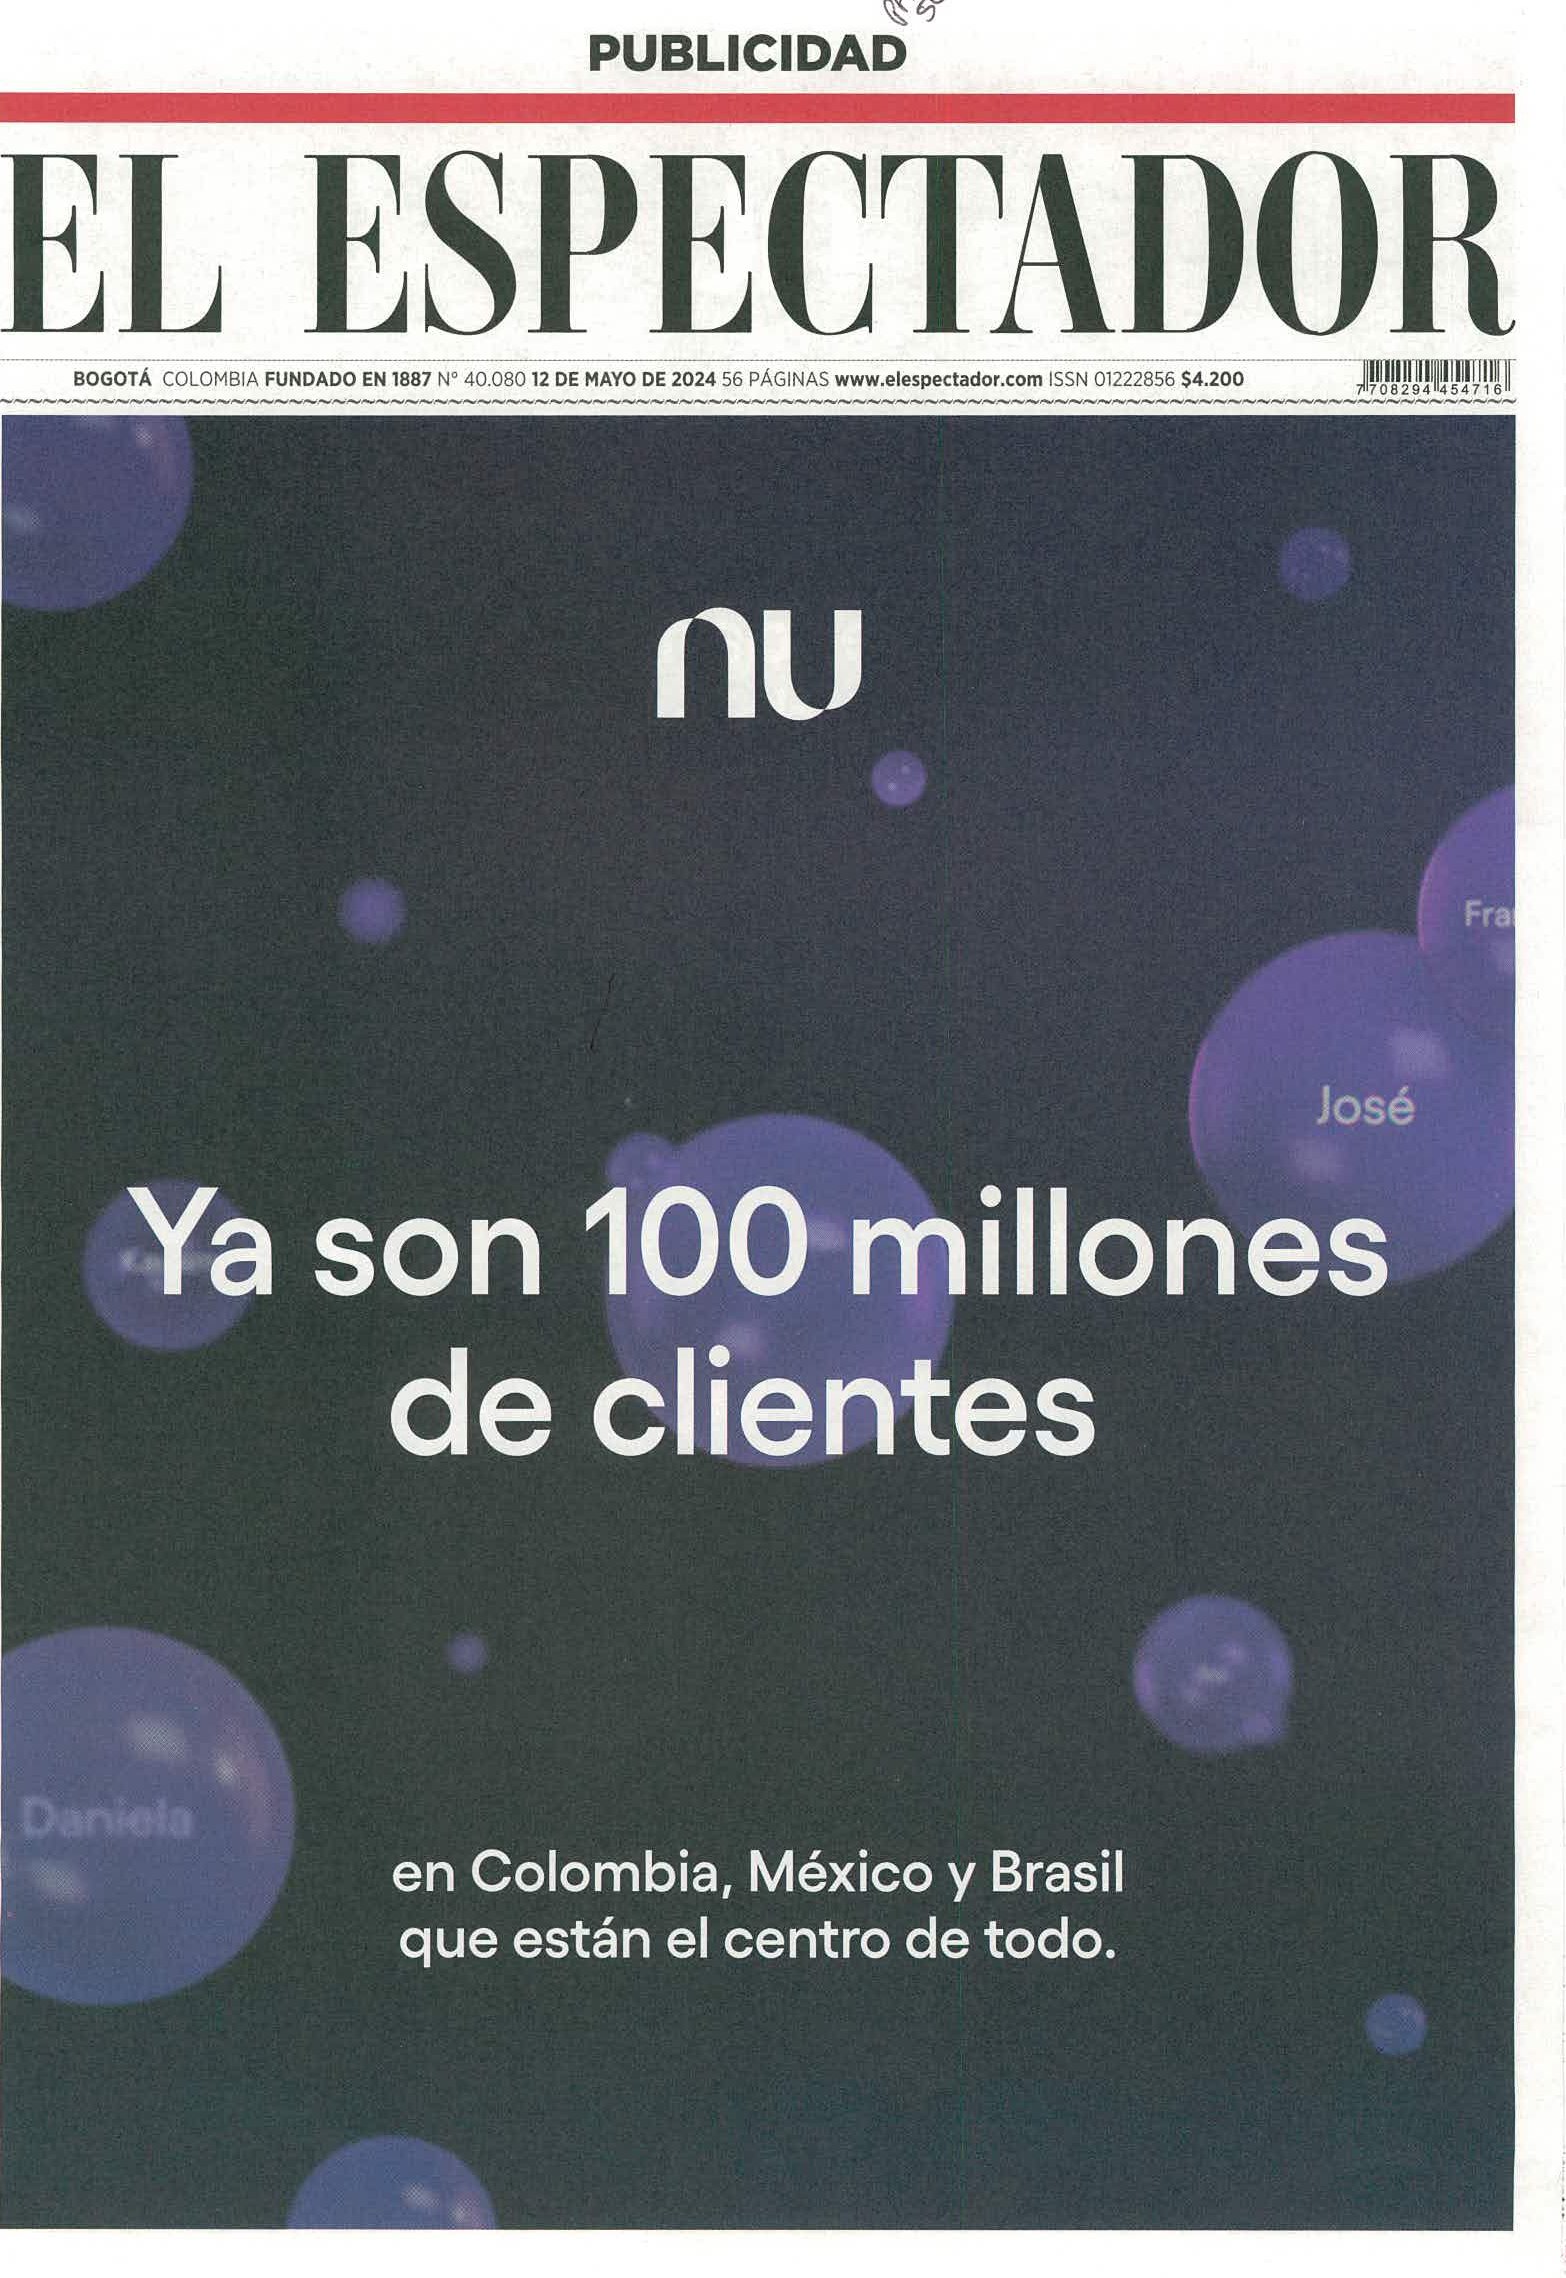 PUBLICIDAD
EL ESPECTADOR
BOGOTÁ COLOMBIA FUNDADO EN 1887 N° 40.080 12 DE MAYO DE 2024 56 PÁGINAS www.elespectador.com ISSN 01222856 $4.200
7 708294 454716
nu
Fra
José
Ya son 100 millones
de clientes
Daniela
en Colombia, México y Brasil
que están el centro de todo.